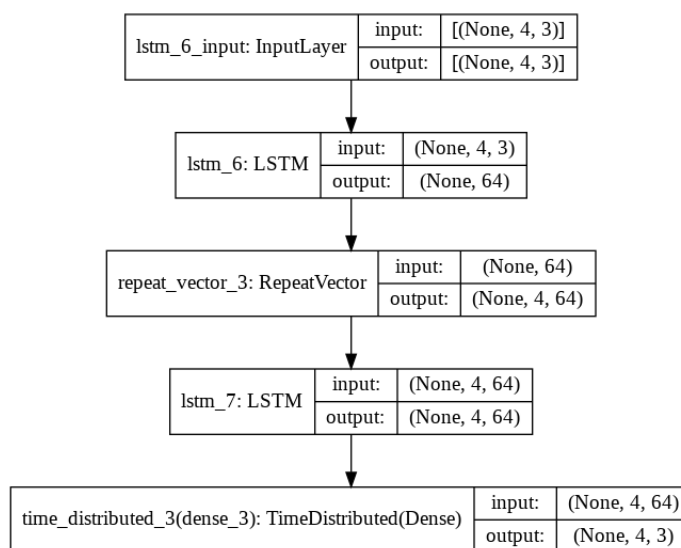 lstm_6_input: InputLayer
input:
[(None, 4, 3)]
output:
[(None, 4, 3)]
lstm_6: LSTM
input:
(None, 4, 3)
output:
(None, 64)
repeat_vector_3: RepeatVector
input:
(None, 64)
output:
(None, 4, 64)
lstm_7: LSTM
input:
(None, 4, 64)
output:
(None, 4, 64)
time_distributed_3(dense_3): TimeDistributed(Dense)
input:
(None, 4, 64)
output:
(None, 4, 3)